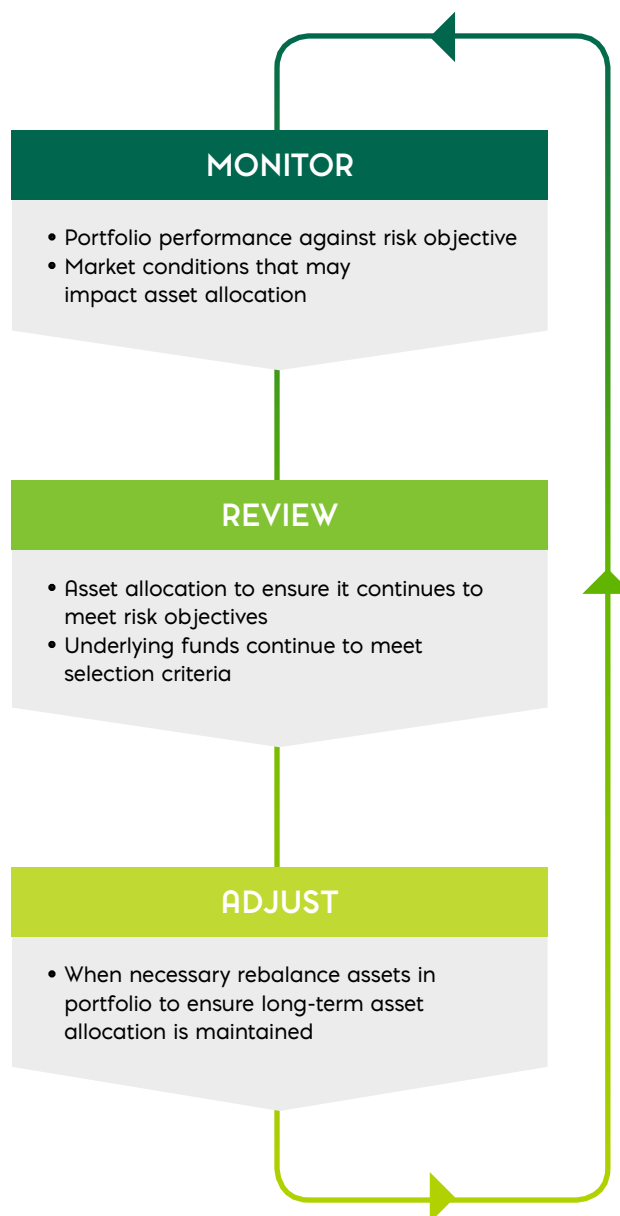 MONITOR
• Portfolio performance against risk objective
• Market conditions that may
impact asset allocation
REVIEW
• Asset allocation to ensure it continues to
meet risk objectives
• Underlying funds continue to meet
selection criteria
ADJUST
• When necessary rebalance assets in
portfolio to ensure long-term asset
allocation is maintained